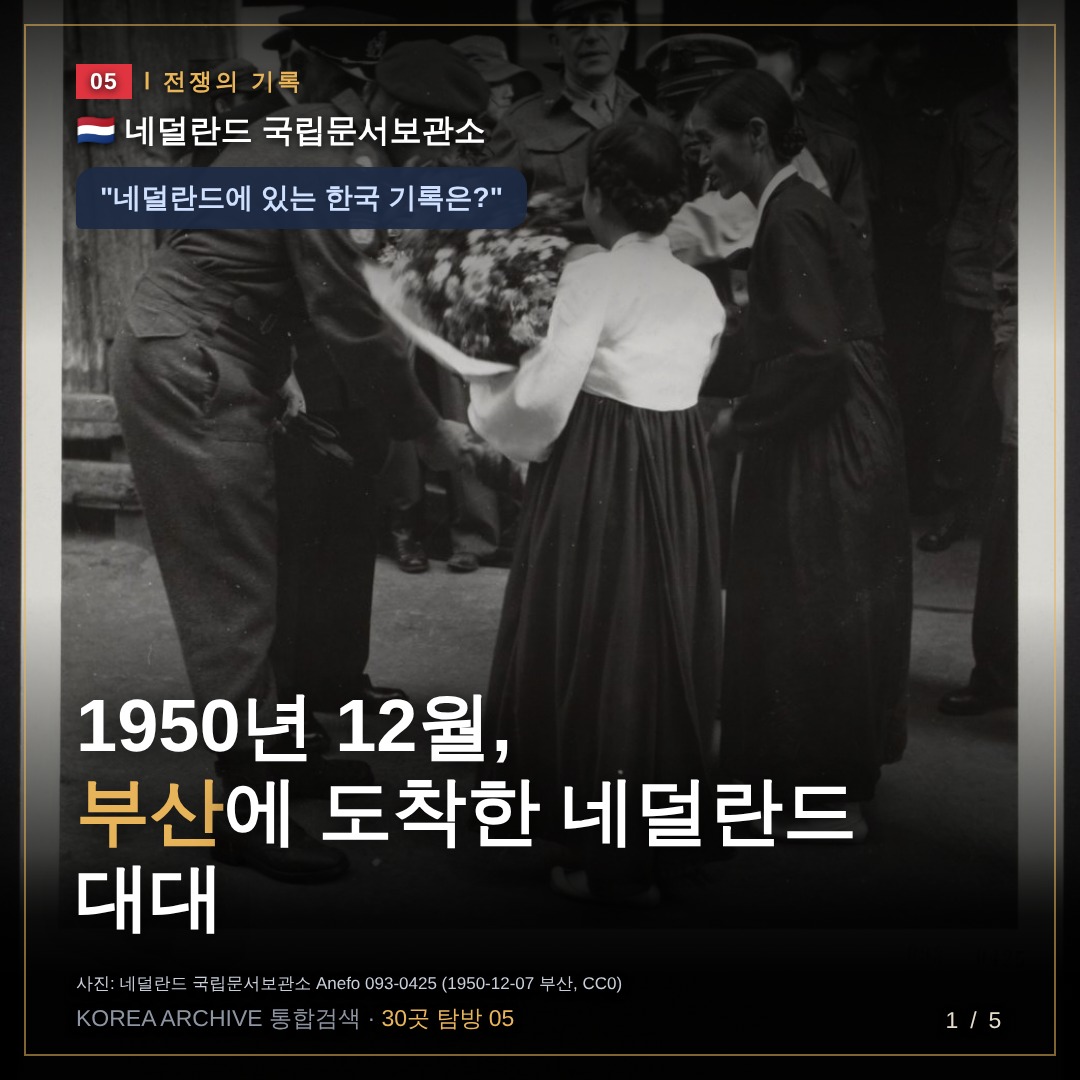 05 I 전쟁의 기록
🇳🇱 네덜란드 국립문서보관소
"네덜란드에 있는 한국 기록은?"
1950년 12월,
부산에 도착한 네덜란드
대대
사진: 네덜란드 국립문서보관소 Anefo 093-0425 (1950-12-07 부산, CC0)
KOREA ARCHIVE 통합검색 · 30곳 탐방 05
1 / 5